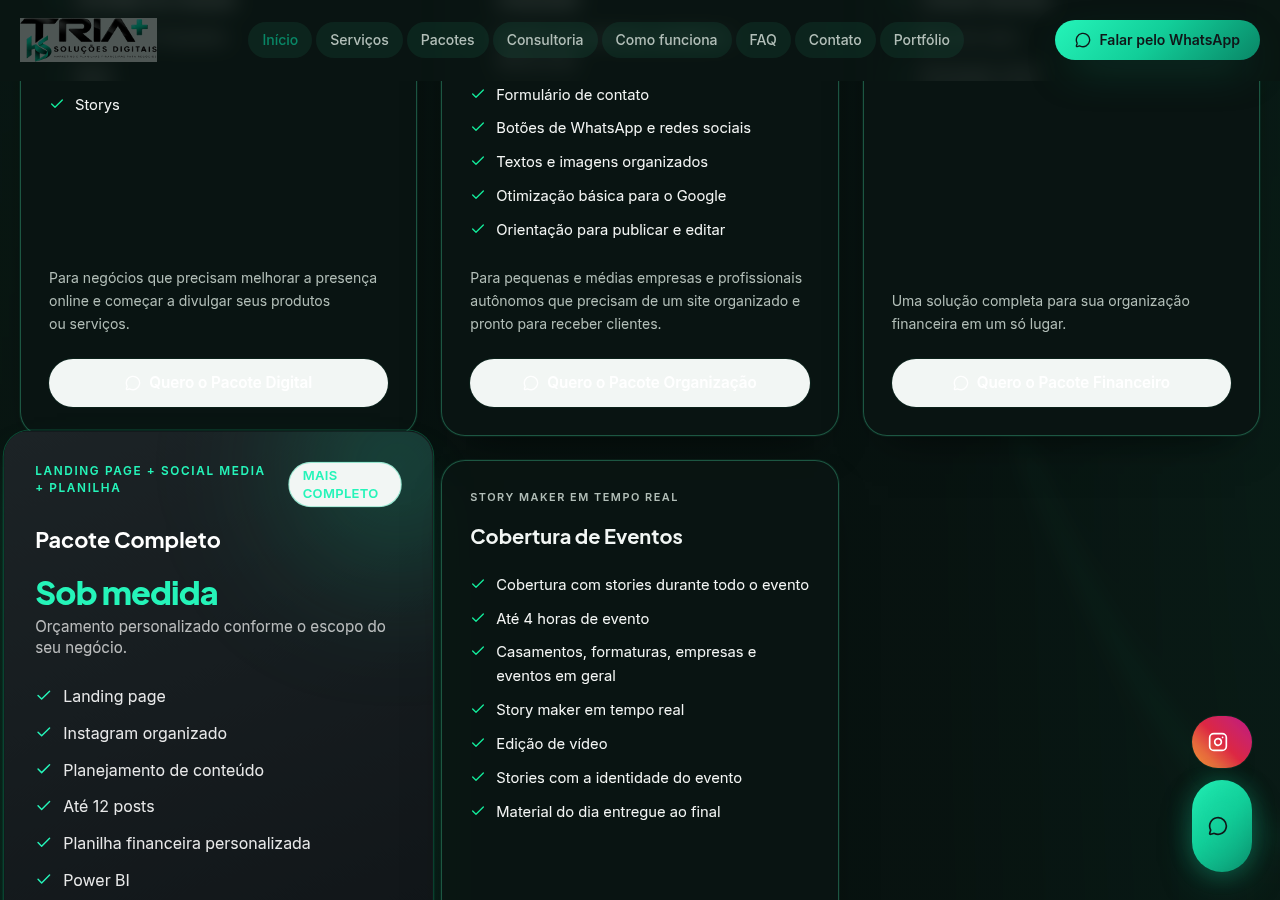 TRIA+
SOLUÇÕES DIGITAIS
Início
Serviços
Pacotes
Consultoria
Como funciona
FAQ
Contato
Portfólio
Falar pelo WhatsApp
Storys
Para negócios que precisam melhorar a presença
online e começar a divulgar seus produtos
ou serviços.
Quero o Pacote Digital
Formulário de contato
Botões de WhatsApp e redes sociais
Textos e imagens organizados
Otimização básica para o Google
Orientação para publicar e editar
Para pequenas e médias empresas e profissionais
autônomos que precisam de um site organizado e
pronto para receber clientes.
Quero o Pacote Organização
Uma solução completa para sua organização
financeira em um só lugar.
Quero o Pacote Financeiro
LANDING PAGE + SOCIAL MEDIA
+ PLANILHA
MAIS
COMPLETO
Pacote Completo
Sob medida
Orçamento personalizado conforme o escopo do
seu negócio.
Landing page
Instagram organizado
Planejamento de conteúdo
Até 12 posts
Planilha financeira personalizada
Power BI
STORY MAKER EM TEMPO REAL
Cobertura de Eventos
Cobertura com stories durante todo o evento
Até 4 horas de evento
Casamentos, formaturas, empresas e
eventos em geral
Story maker em tempo real
Edição de vídeo
Stories com a identidade do evento
Material do dia entregue ao final